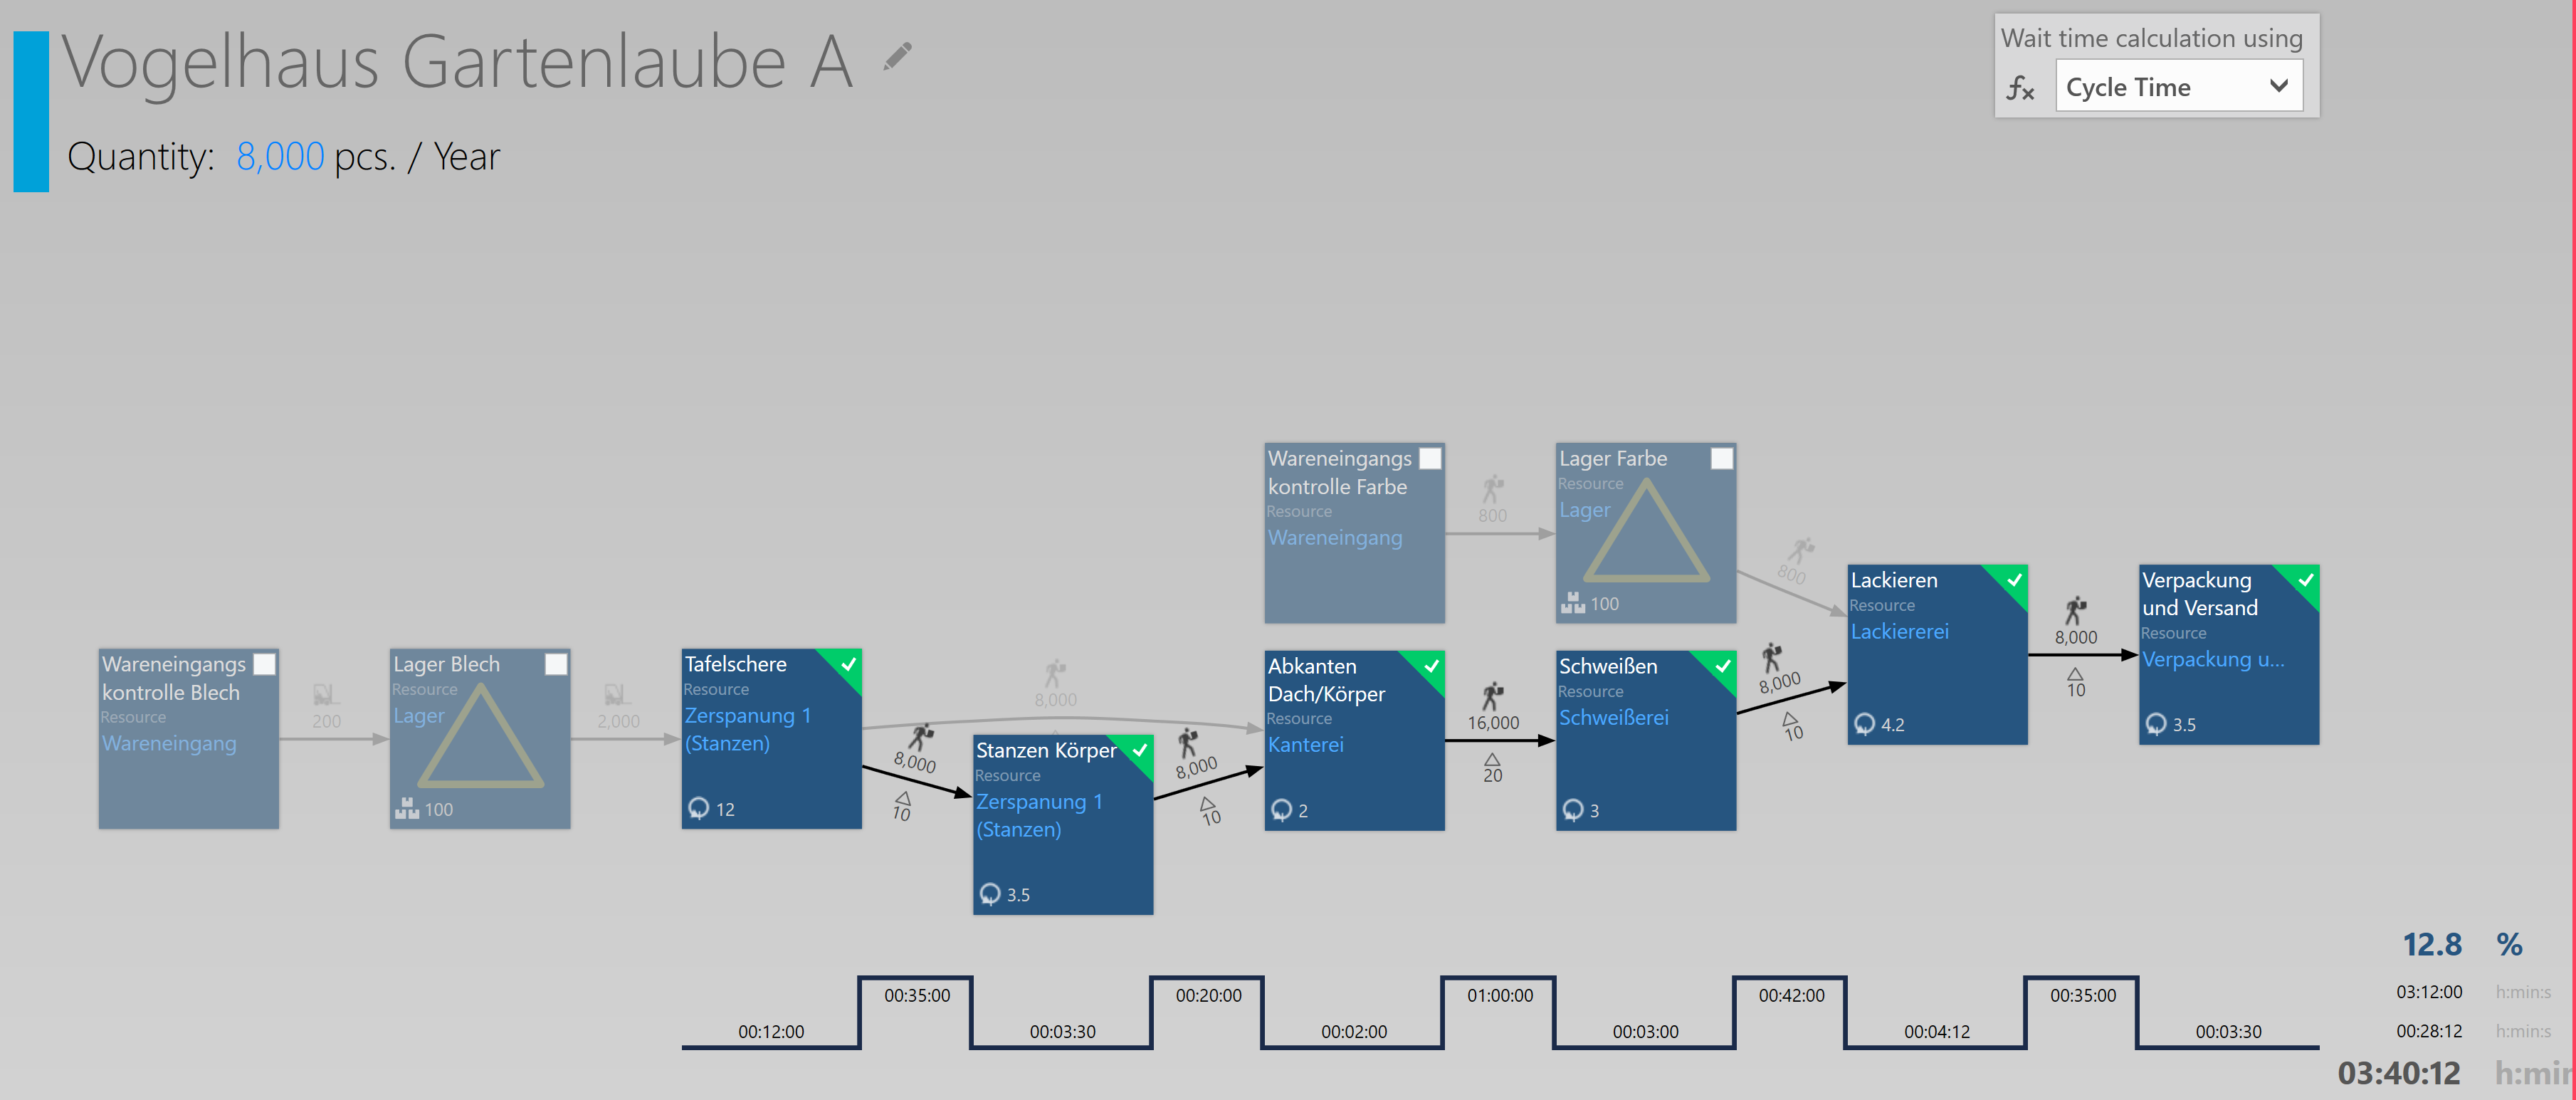 Vogelhaus Gartenlaube A
Quantity: 8,000 pcs. / Year
Wait time calculation using
fx Cycle Time
Wareneingangs
kontrolle Farbe
Resource
Wareneingang
800
Lager Farbe
Resource
Lager
100
800
Wareneingangs
kontrolle Blech
Resource
Wareneingang
200
Lager Blech
Resource
Lager
100
2,000
Tafelschere
Resource
Zerspanung 1
(Stanzen)
12
8,000
8,000
10
Stanzen Körper
Resource
Zerspanung 1
(Stanzen)
3.5
8,000
10
Abkanten
Dach/Körper
Resource
Kanterei
2
16,000
20
Schweißen
Resource
Schweißerei
3
8,000
10
Lackieren
Resource
Lackiererei
4.2
8,000
10
Verpackung
und Versand
Resource
Verpackung u...
3.5
12.8 %
00:35:00 00:20:00 01:00:00 00:42:00 00:35:00 03:12:00 h:min:s
00:12:00 00:03:30 00:02:00 00:03:00 00:04:12 00:03:30 00:28:12 h:min:s
03:40:12 h:min